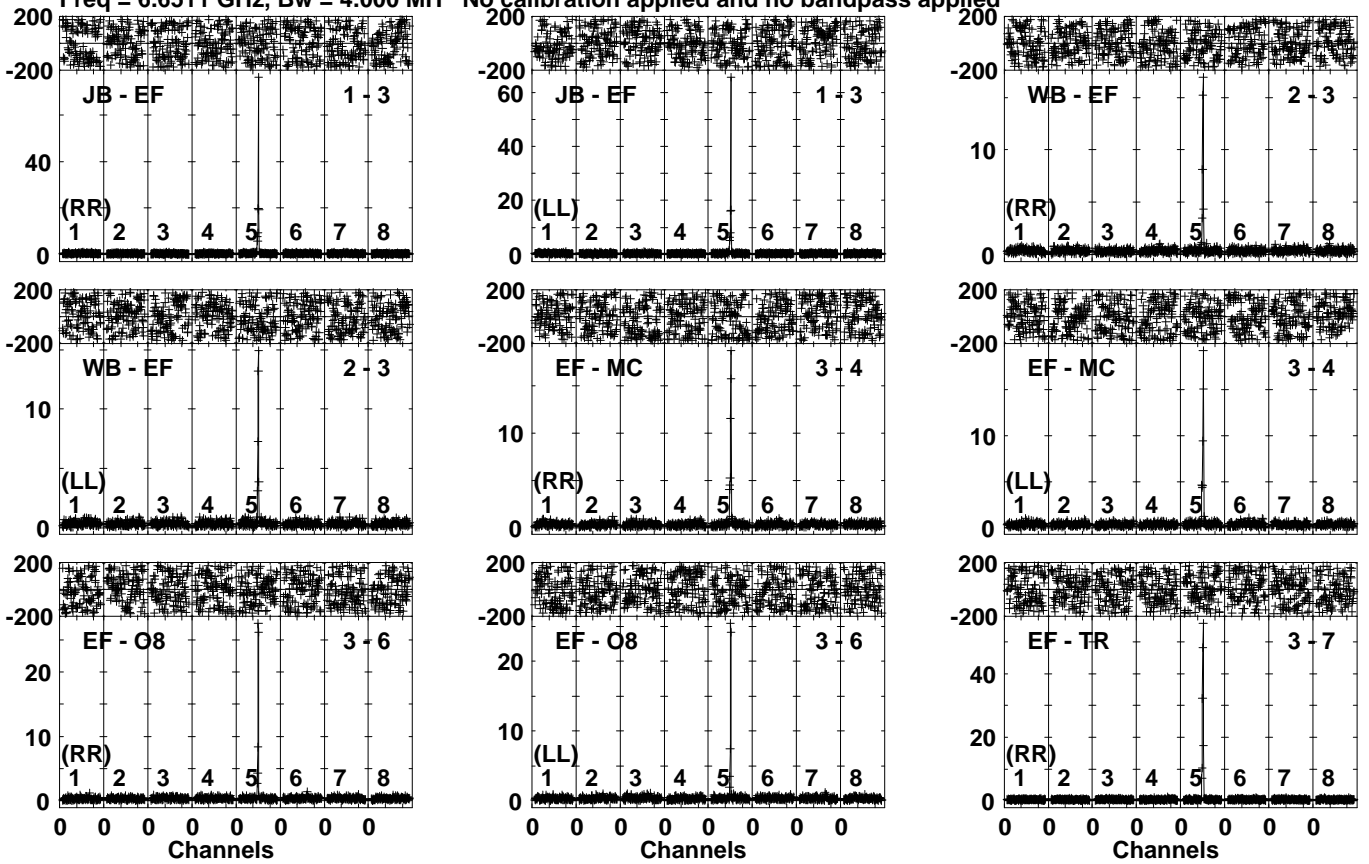 Freq = 6.6511 GHz, Bw = 4.000 MH No calibration applied and no bandpass applied
200 200 200
-200 -200 -200
JB - EF 1 - 3 60 JB - EF 1 - 3 WB - EF 2 - 3
40 40 10
(RR) 20 (LL) (RR)
1 2 3 4 5 6 7 8 1 2 3 4 5 6 7 8 1 2 3 4 5 6 7 8
0 0 0
200 200 200
-200 -200 -200
WB - EF 2 - 3 EF - MC 3 - 4 EF - MC 3 - 4
10 10 10
(LL) (RR) (LL)
1 2 3 4 5 6 7 8 1 2 3 4 5 6 7 8 1 2 3 4 5 6 7 8
0 0 0
200 200 200
-200 -200 -200
EF - O8 3 - 6 EF - O8 3 - 6 EF - TR 3 - 7
20 20 40
10 10 20
(RR) (LL) (RR)
1 2 3 4 5 6 7 8 1 2 3 4 5 6 7 8 1 2 3 4 5 6 7 8
0 0 0
0 0 0 0 0 0 0 0 0 0 0 0 0 0 0 0 0 0 0 0 0 0 0 0
Channels Channels Channels